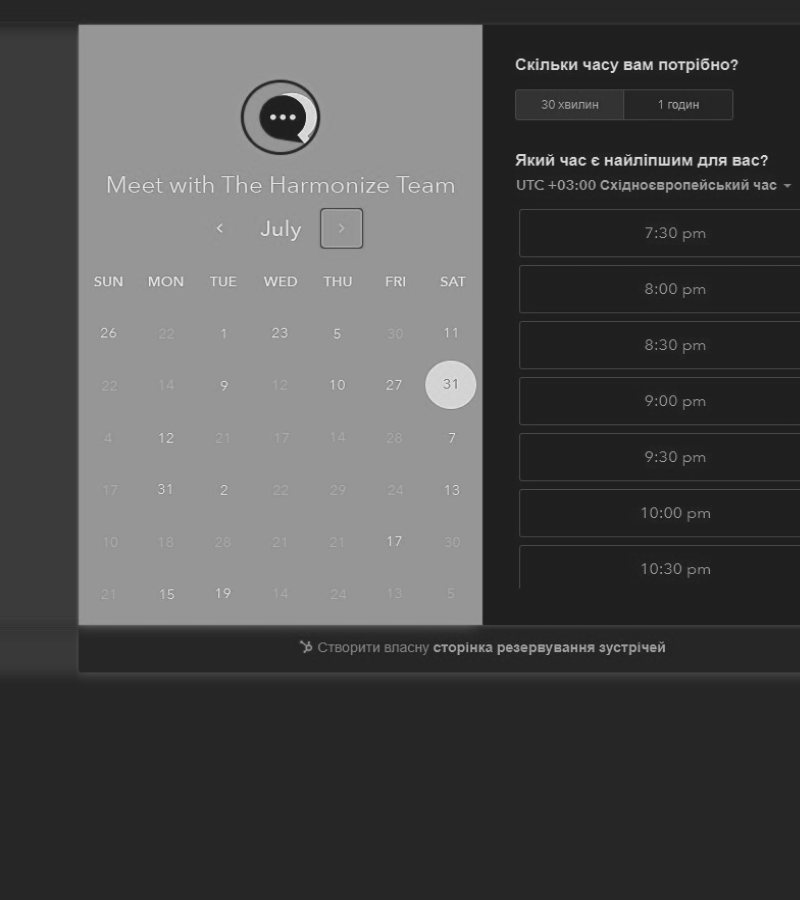 Meet with The Harmonize Team
July
SUN MON TUE WED THU FRI SAT
26 22 1 23 5 30 11
22 14 9 12 10 27 31
4 12 21 17 14 28 7
17 31 2 22 29 24 13
10 18 28 21 21 17 30
21 15 19 14 24 13 5
Скільки часу вам потрібно?
30 хвилин 1 годин
Який час є найліпшим для вас?
UTC +03:00 Східноєвропейський час
7:30 pm
8:00 pm
8:30 pm
9:00 pm
9:30 pm
10:00 pm
10:30 pm
Створити власну сторінка резервування зустрічей